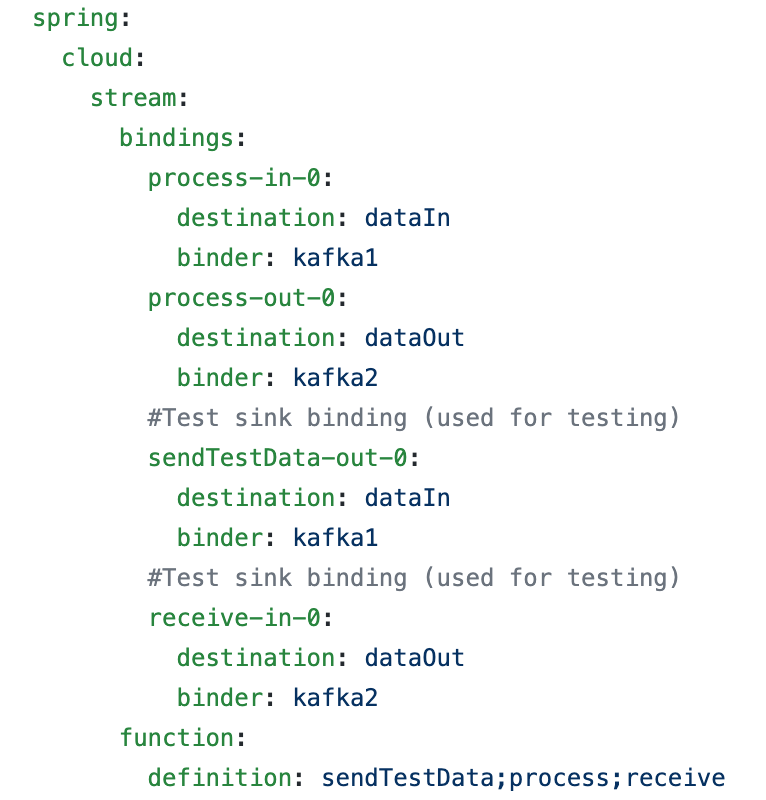 spring:
  cloud:
    stream:
      bindings:
        process-in-0:
          destination: dataIn
          binder: kafka1
        process-out-0:
          destination: dataOut
          binder: kafka2
        #Test sink binding (used for testing)
        sendTestData-out-0:
          destination: dataIn
          binder: kafka1
        #Test sink binding (used for testing)
        receive-in-0:
          destination: dataOut
          binder: kafka2
      function:
        definition: sendTestData;process;receive